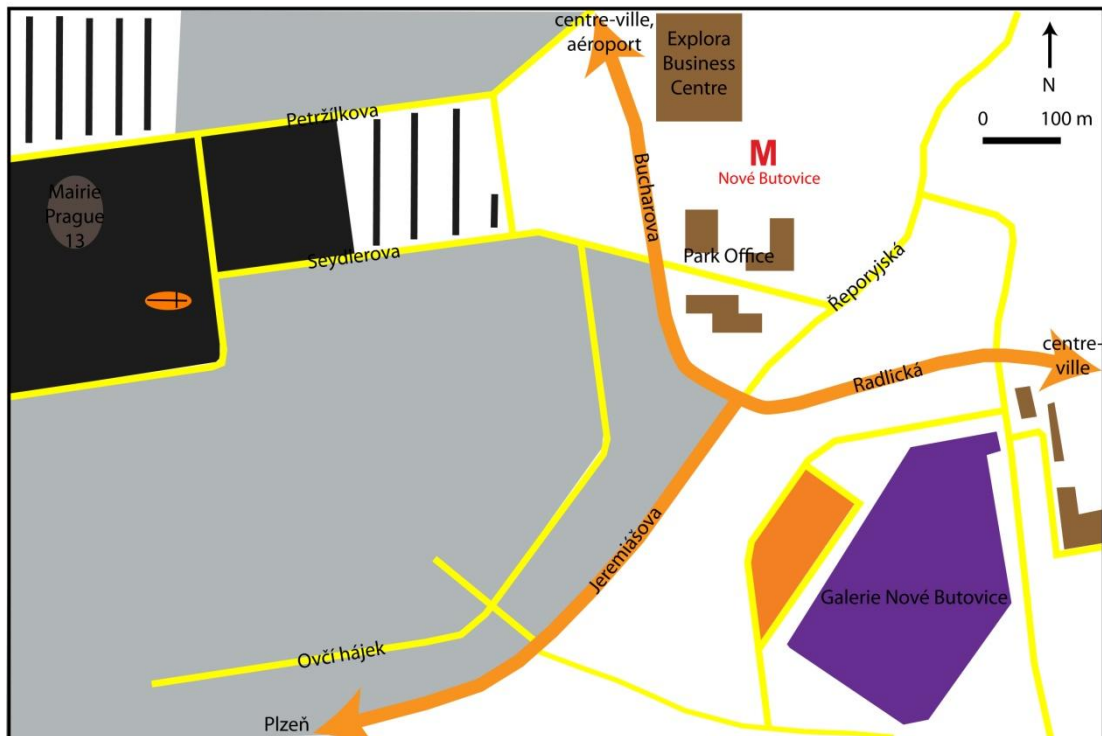 centre-ville,
aéroport
Explora
Business
Centre
N
0 100 m
Petržílkova
M
Nové Butovice
Bucharova
Mairie
Prague
13
Seydlerova
Park Office
Řeporyjská
centre-
ville
Radlická
Jeremiášova
Galerie Nové Butovice
Ovčí hájek
Plzeň